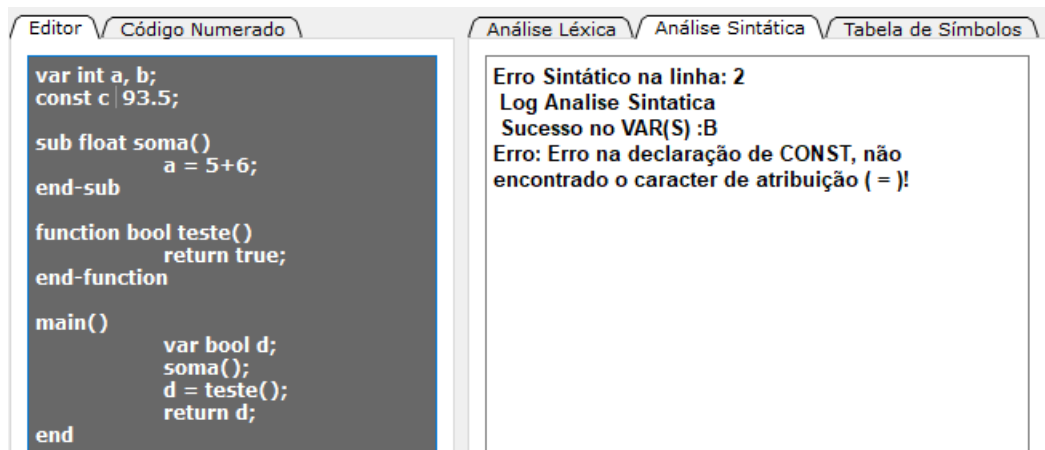 Editor Código Numerado
var int a, b;
const c 93.5;
sub float soma()
a = 5+6;
end-sub
function bool teste()
return true;
end-function
main()
var bool d;
soma();
d = teste();
return d;
end
Análise Léxica Análise Sintática Tabela de Símbolos
Erro Sintático na linha: 2
Log Analise Sintatica
Sucesso no VAR(S) :B
Erro: Erro na declaração de CONST, não
encontrado o caracter de atribuição ( = )!